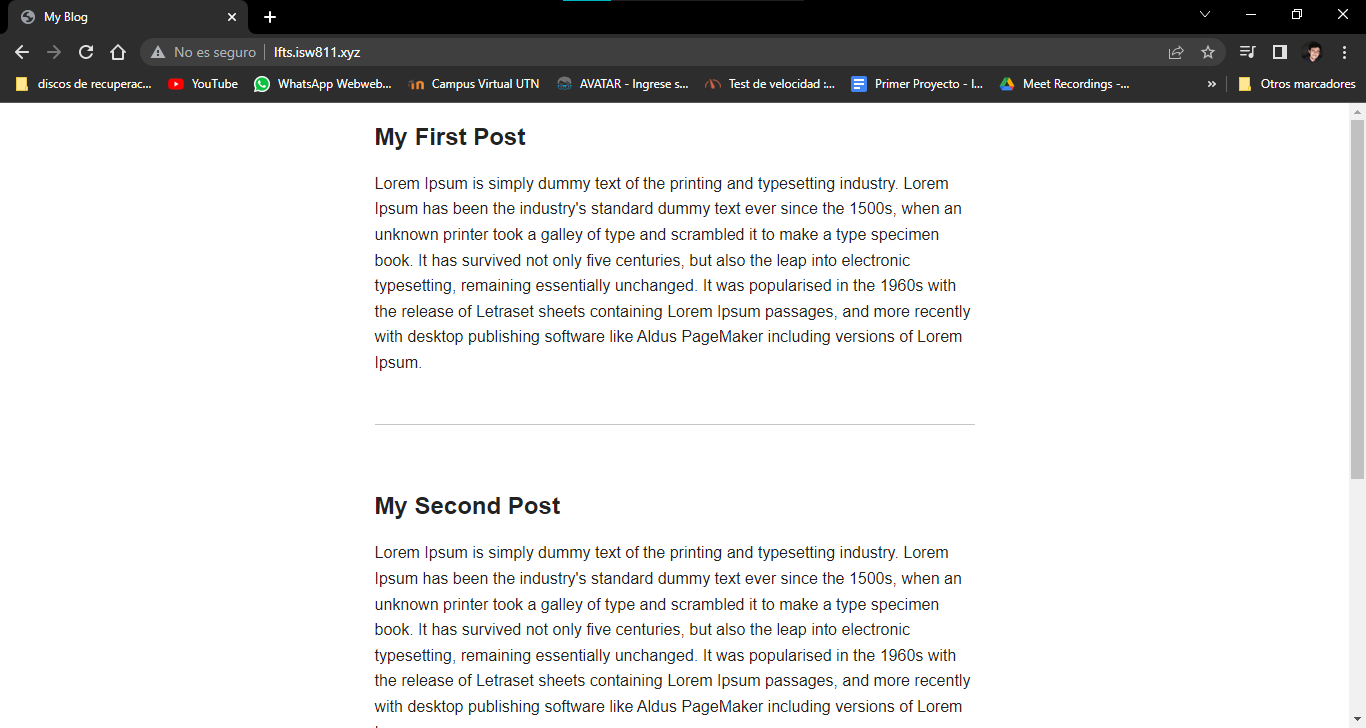 My Blog
No es seguro lfts.isw811.xyz
discos de recuperac... YouTube WhatsApp Webweb... Campus Virtual UTN AVATAR - Ingrese s... Test de velocidad :... Primer Proyecto - I... Meet Recordings -... » Otros marcadores
My First Post
Lorem Ipsum is simply dummy text of the printing and typesetting industry. Lorem
Ipsum has been the industry's standard dummy text ever since the 1500s, when an
unknown printer took a galley of type and scrambled it to make a type specimen
book. It has survived not only five centuries, but also the leap into electronic
typesetting, remaining essentially unchanged. It was popularised in the 1960s with
the release of Letraset sheets containing Lorem Ipsum passages, and more recently
with desktop publishing software like Aldus PageMaker including versions of Lorem
Ipsum.
My Second Post
Lorem Ipsum is simply dummy text of the printing and typesetting industry. Lorem
Ipsum has been the industry's standard dummy text ever since the 1500s, when an
unknown printer took a galley of type and scrambled it to make a type specimen
book. It has survived not only five centuries, but also the leap into electronic
typesetting, remaining essentially unchanged. It was popularised in the 1960s with
the release of Letraset sheets containing Lorem Ipsum passages, and more recently
with desktop publishing software like Aldus PageMaker including versions of Lorem